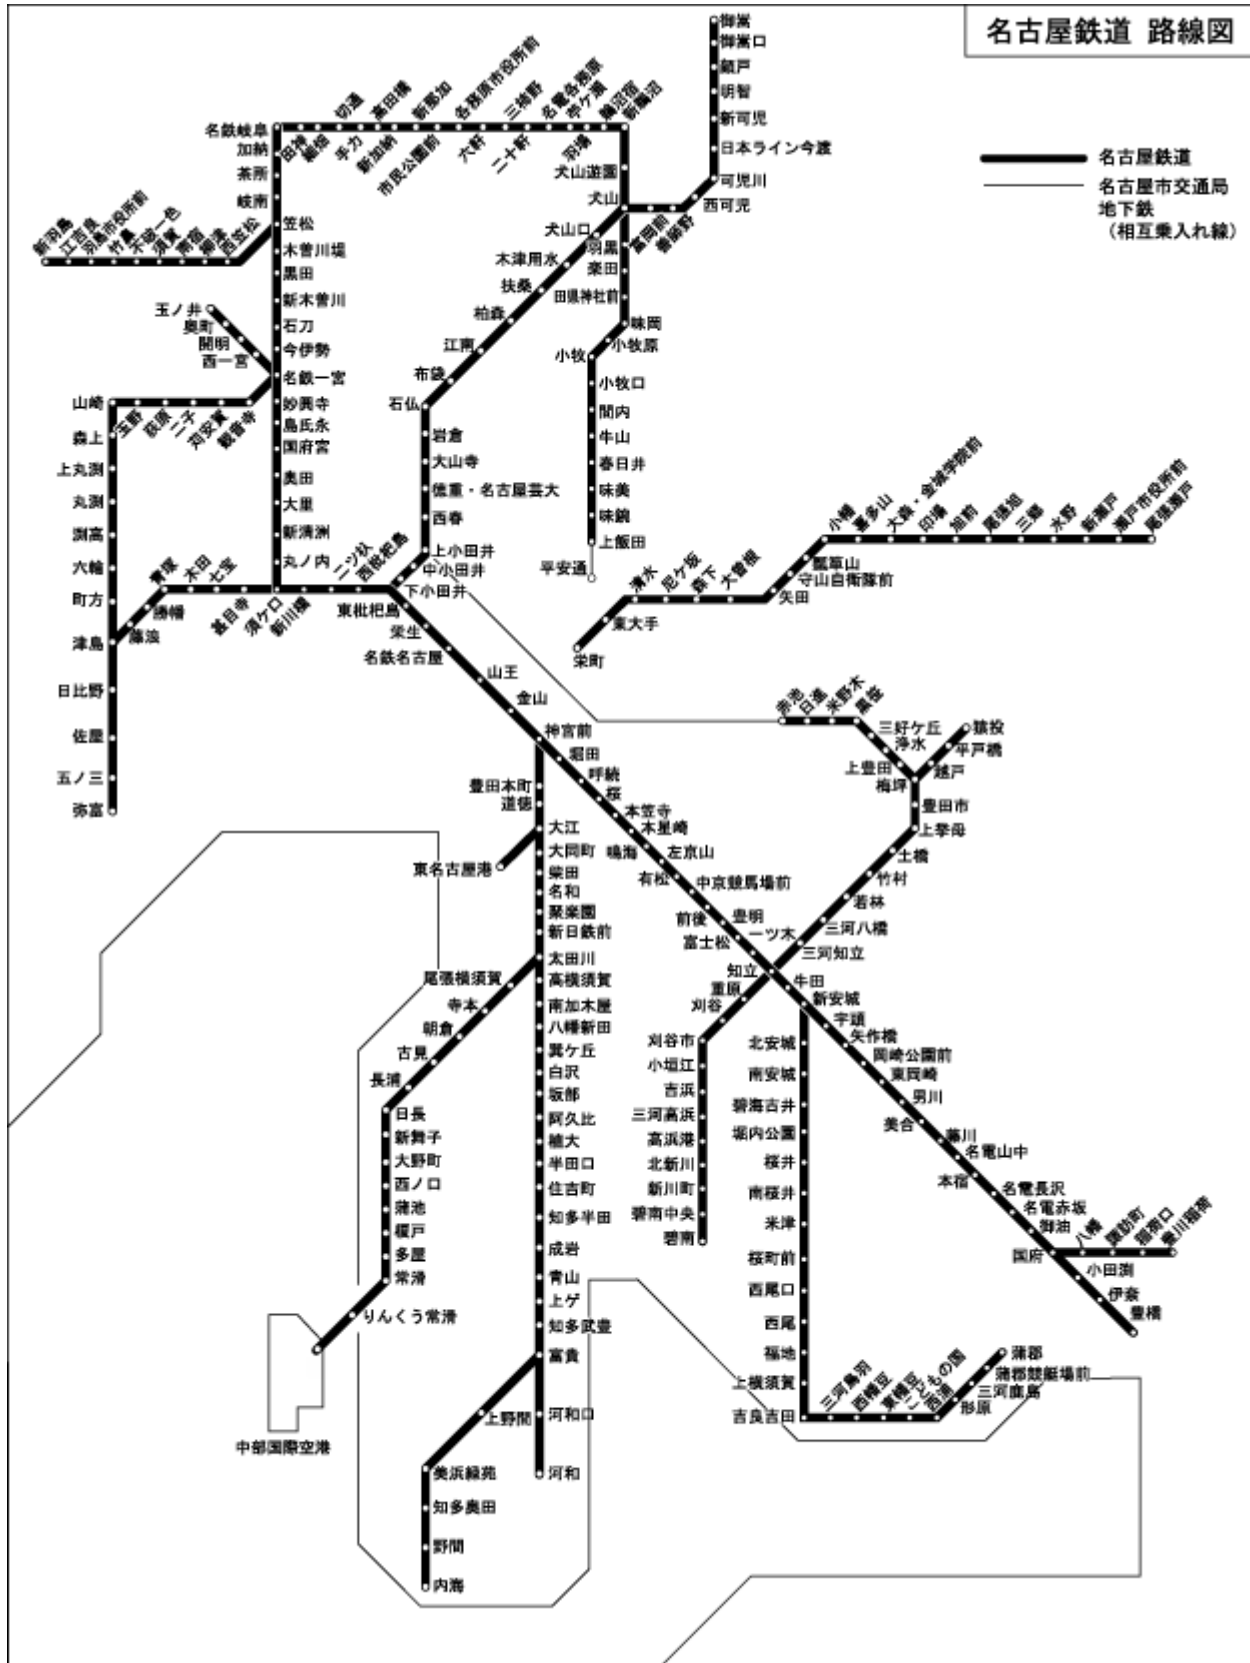 名古屋鉄道 路線図
名古屋鉄道
名古屋市交通局
地下鉄
(相互乗入れ線)
御嵩
御嵩口
顔戸
明智
新可児
日本ライン今渡
可児川
西可児
善師野
富岡前
犬山
犬山遊園
新鵜沼
鵜沼宿
羽場
苧ケ瀬
名電各務原
二十軒
三柿野
六軒
各務原市役所前
市民公園前
新那加
新加納
高田橋
手力
切通
細畑
田神
名鉄岐阜
加納
茶所
岐南
笠松
木曽川堤
黒田
新木曽川
石刀
今伊勢
名鉄一宮
妙興寺
島氏永
国府宮
奥田
大里
新清洲
丸ノ内
新羽島
江吉良
羽島市役所前
竹鼻
不破一色
須賀
南宿
柳津
西笠松
玉ノ井
奥町
開明
西一宮
山崎
玉野
萩原
二子
苅安賀
観音寺
森上
上丸渕
丸渕
渕高
六輪
町方
津島
日比野
佐屋
五ノ三
弥富
藤浪
勝幡
青塚
木田
七宝
甚目寺
須ケ口
新川橋
二ツ杁
西枇杷島
犬山口
木津用水
扶桑
柏森
江南
布袋
石仏
岩倉
大山寺
徳重・名古屋芸大
西春
上小田井
中小田井
下小田井
羽黒
楽田
田県神社前
味岡
小牧原
小牧
小牧口
間内
牛山
春日井
味美
味鋺
上飯田
平安通
栄町
東大手
清水
尼ケ坂
森下
大曽根
矢田
守山自衛隊前
瓢箪山
小幡
喜多山
大森・金城学院前
印場
旭前
尾張旭
三郷
水野
新瀬戸
瀬戸市役所前
尾張瀬戸
東枇杷島
栄生
名鉄名古屋
山王
金山
神宮前
堀田
呼続
桜
本笠寺
本星崎
鳴海
左京山
有松
中京競馬場前
前後
豊明
富士松
一ツ木
知立
牛田
新安城
宇頭
矢作橋
岡崎公園前
東岡崎
男川
美合
藤川
名電山中
本宿
名電長沢
名電赤坂
御油
国府
小田渕
伊奈
豊橋
八幡
諏訪町
稲荷口
豊川稲荷
赤池
日進
米野木
黒笹
三好ケ丘
浄水
上豊田
梅坪
猿投
平戸橋
越戸
豊田市
上挙母
土橋
竹村
若林
三河八橋
三河知立
重原
刈谷
刈谷市
小垣江
吉浜
三河高浜
高浜港
北新川
新川町
碧南中央
碧南
北安城
南安城
碧海古井
堀内公園
桜井
南桜井
米津
桜町前
西尾口
西尾
福地
上横須賀
吉良吉田
三河鳥羽
西幡豆
東幡豆
こどもの国
西浦
形原
三河鹿島
蒲郡競艇場前
蒲郡
豊田本町
道徳
大江
東名古屋港
大同町
柴田
名和
聚楽園
新日鉄前
太田川
高横須賀
南加木屋
八幡新田
巽ケ丘
白沢
坂部
阿久比
植大
半田口
住吉町
知多半田
成岩
青山
上ゲ
知多武豊
富貴
河和口
河和
上野間
美浜緑苑
知多奥田
野間
内海
尾張横須賀
寺本
朝倉
古見
長浦
日長
新舞子
大野町
西ノ口
蒲池
榎戸
多屋
常滑
りんくう常滑
中部国際空港